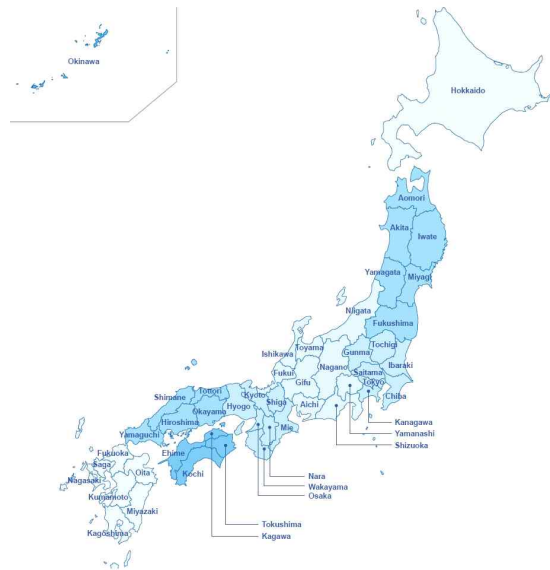 Okinawa
Hokkaido
Aomori
Akita
Iwate
Yamagata
Miyagi
Niigata
Fukushima
Ishikawa
Toyama
Tochigi
Gunma
Ibaraki
Nagano
Fukui
Saitama
Gifu
Tokyo
Chiba
Tottori
Kyoto
Shimane
Shiga
Aichi
Okayama
Hyogo
Hiroshima
Mie
Kanagawa
Yamaguchi
Yamanashi
Shizuoka
Fukuoka
Ehime
Saga
Oita
Kochi
Nagasaki
Nara
Wakayama
Kumamoto
Osaka
Miyazaki
Tokushima
Kagoshima
Kagawa